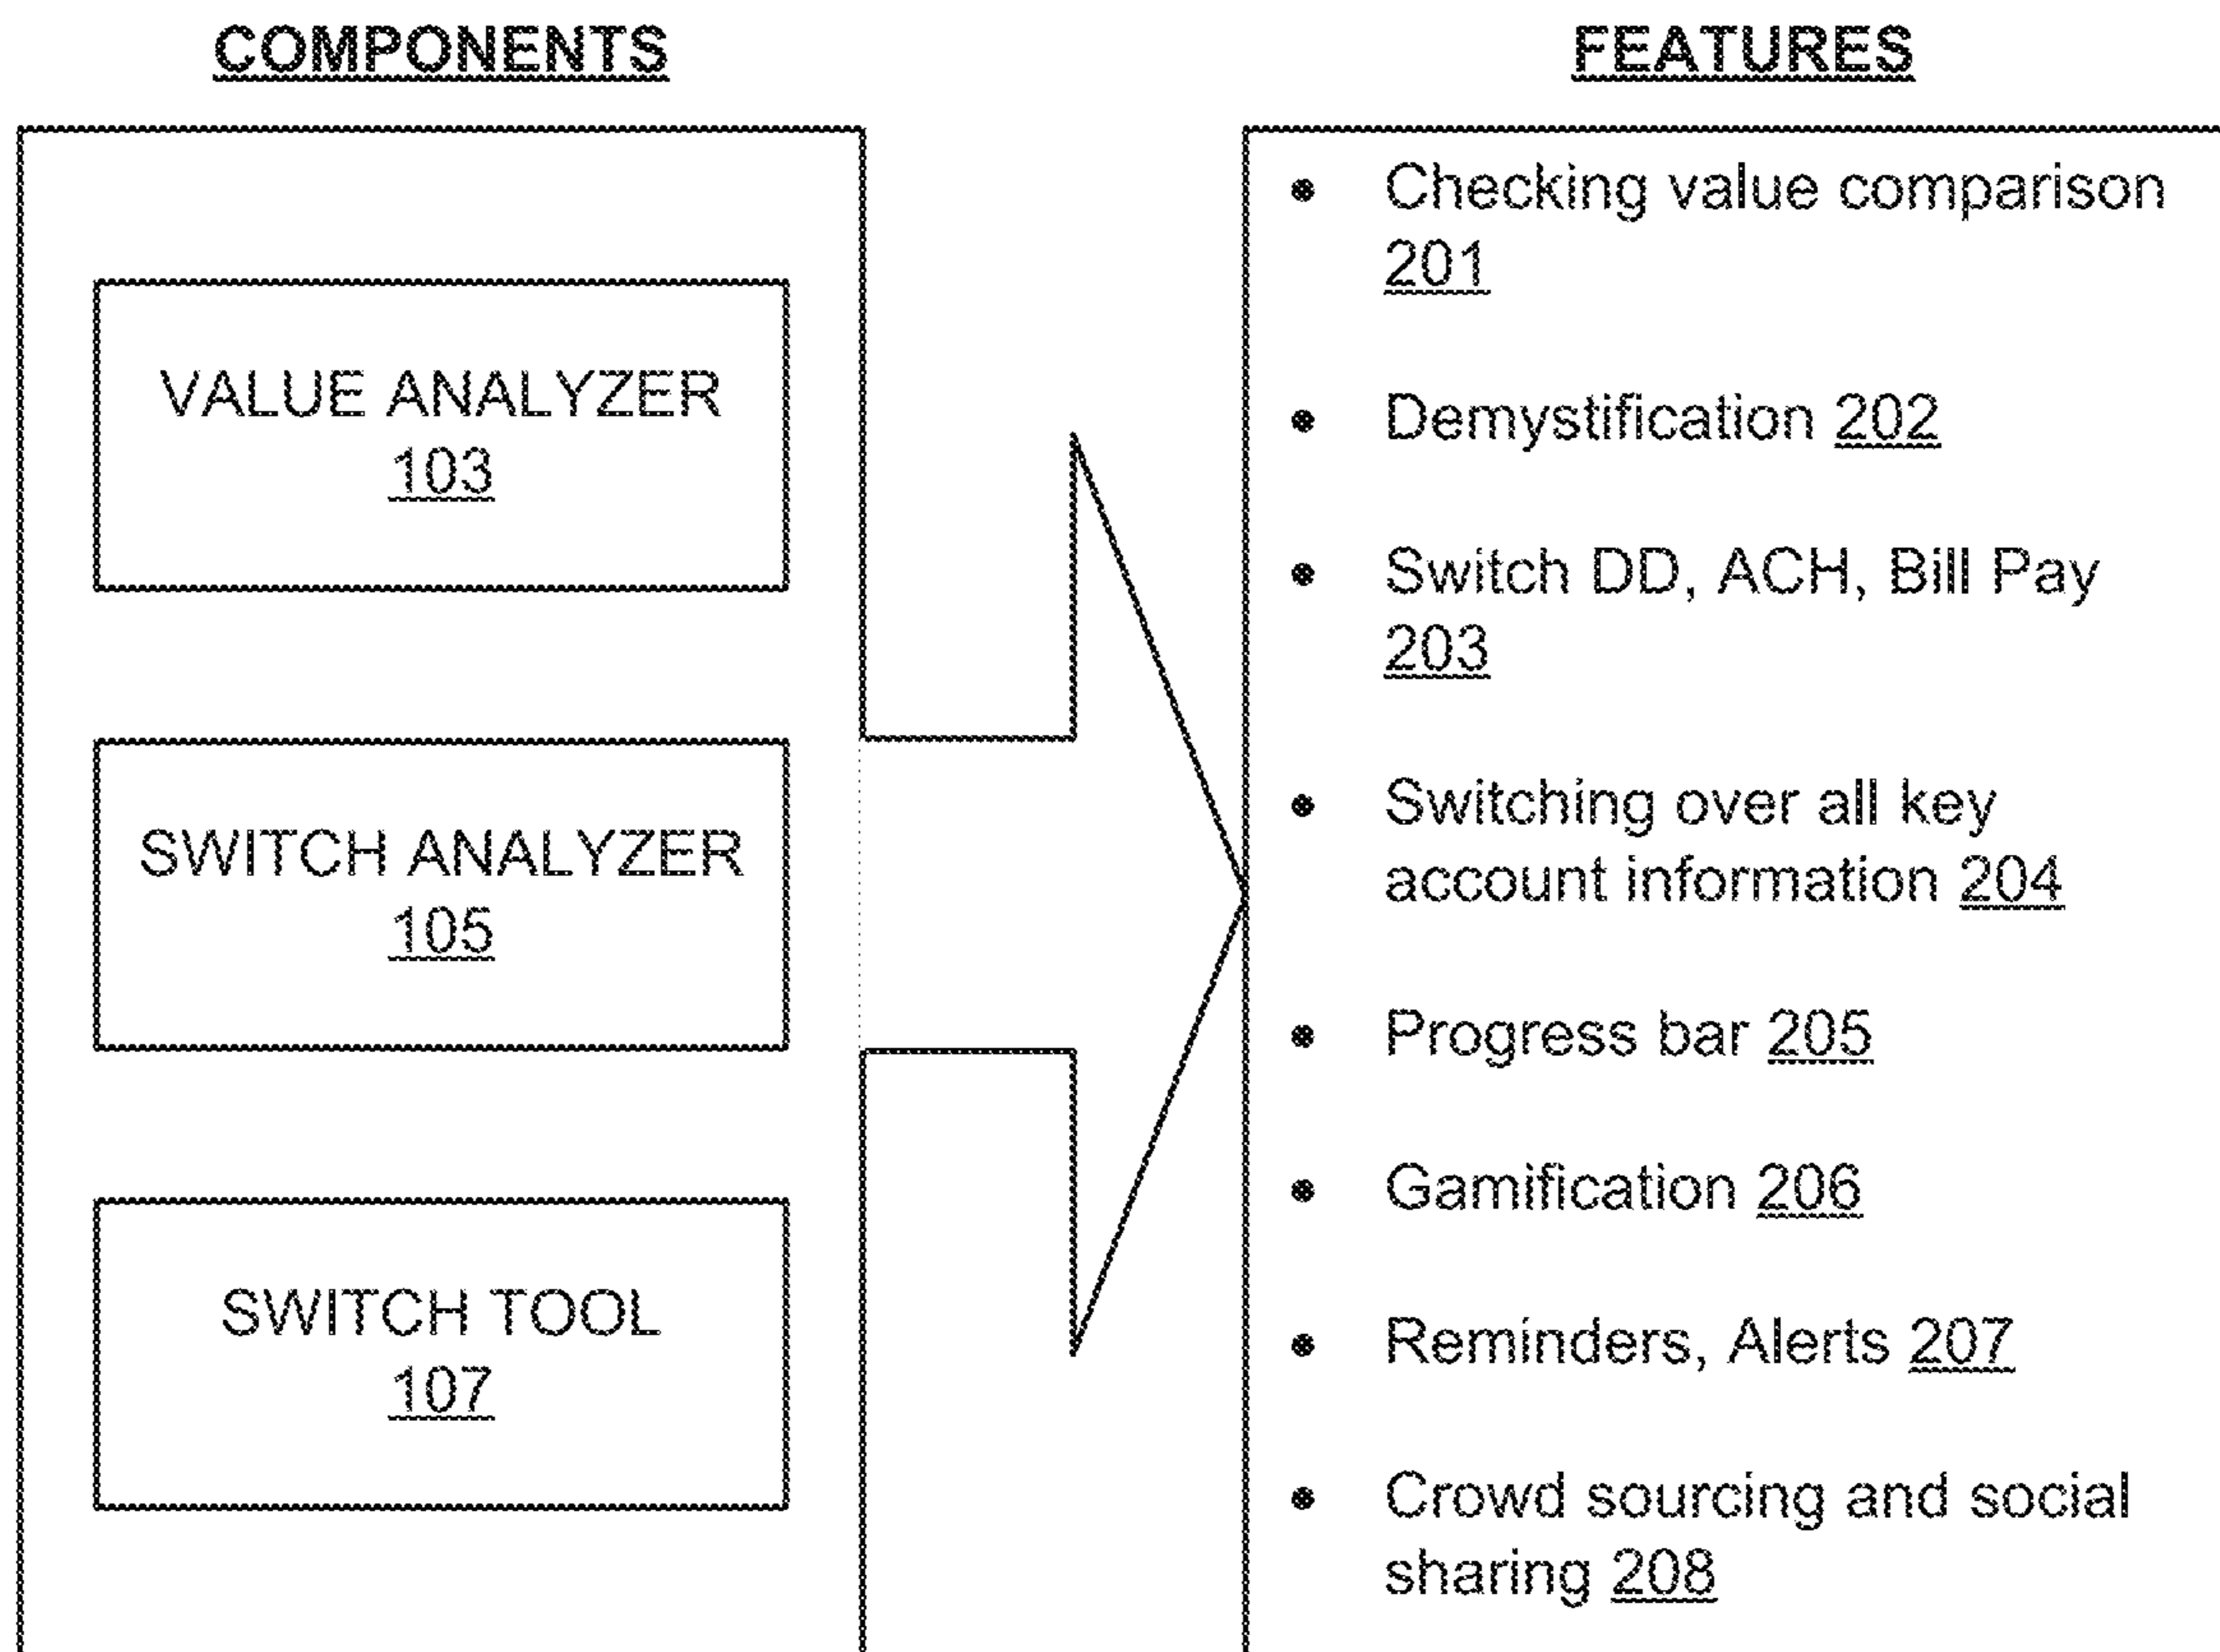 COMPONENTS
VALUE ANALYZER
103
SWITCH ANALYZER
105
SWITCH TOOL
107
FEATURES
• Checking value comparison
201
• Demystification 202
• Switch DD, ACH, Bill Pay
203
• Switching over all key
account information 204
• Progress bar 205
• Gamification 206
• Reminders, Alerts 207
• Crowd sourcing and social
sharing 208